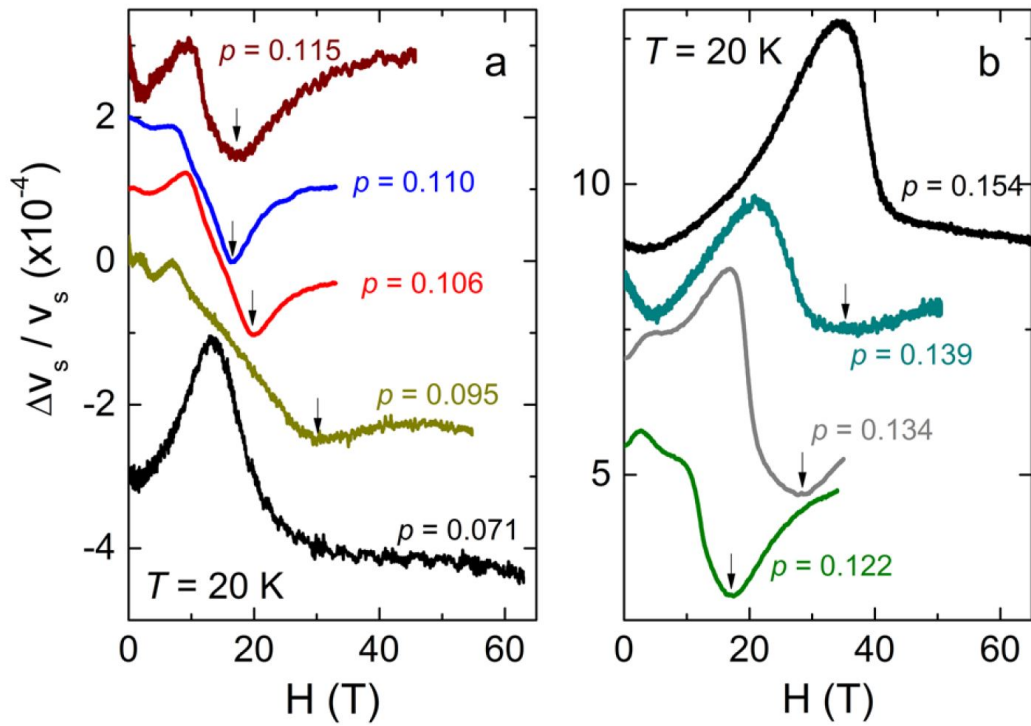 p = 0.115
a
2
p = 0.110
0
p = 0.106
-2
p = 0.095
p = 0.071
-4
T = 20 K
0
20
40
60
H (T)
Δv_s / v_s (x10^-4)
T = 20 K
b
10
p = 0.154
p = 0.139
p = 0.134
5
p = 0.122
0
20
40
60
H (T)